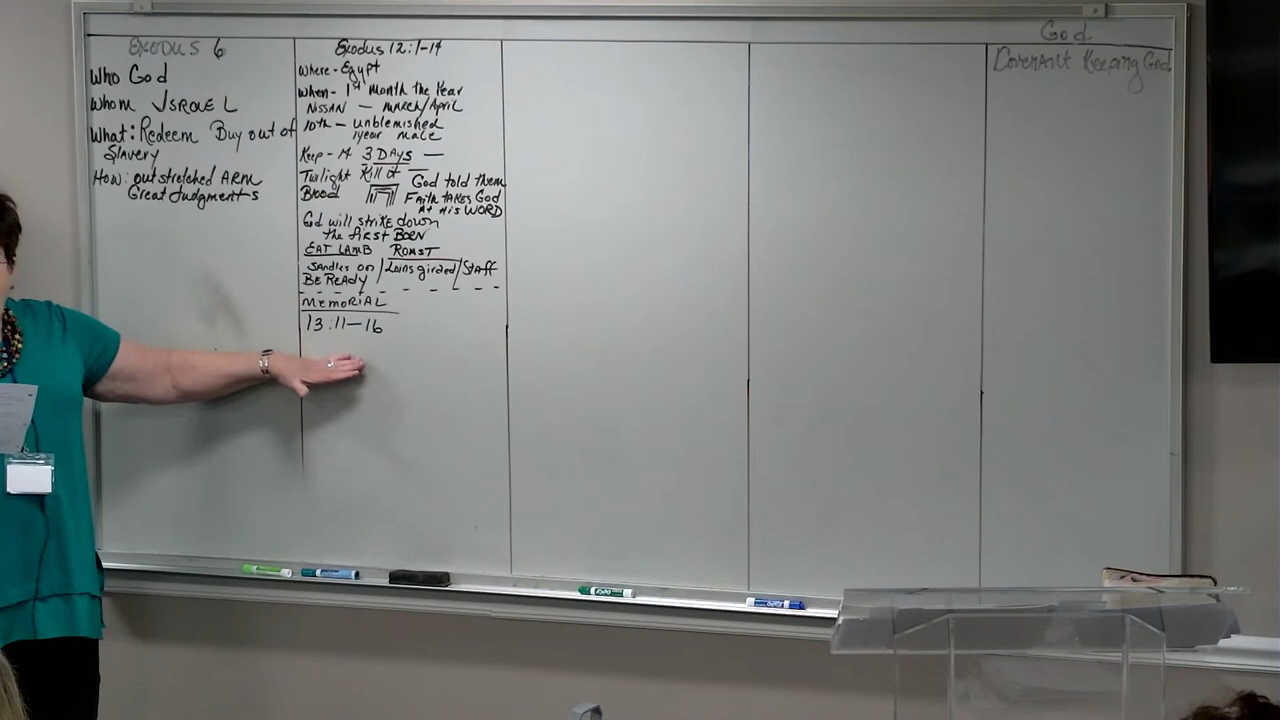 Exodus 6
Who God
Whom ISRAEL
What: Redeem Buy out of
Slavery
How: outstretched ARM
Great Judgments
Exodus 12:1-14
Where - Egypt
When - 1st Month the Year
NISSAN — MARCH/April
10th — unblemished
1year male
Keep - 14 3 DAYS —
Twilight Kill it —
Blood
God told them
FAITH TAKES God
At His WORD
God will strike down
the first BORN
EAT LAMB ROAST
Sandles on / Loins girded / Staff
BE READY
MEMORIAL
13:11—16
God
Covenant Keeping God